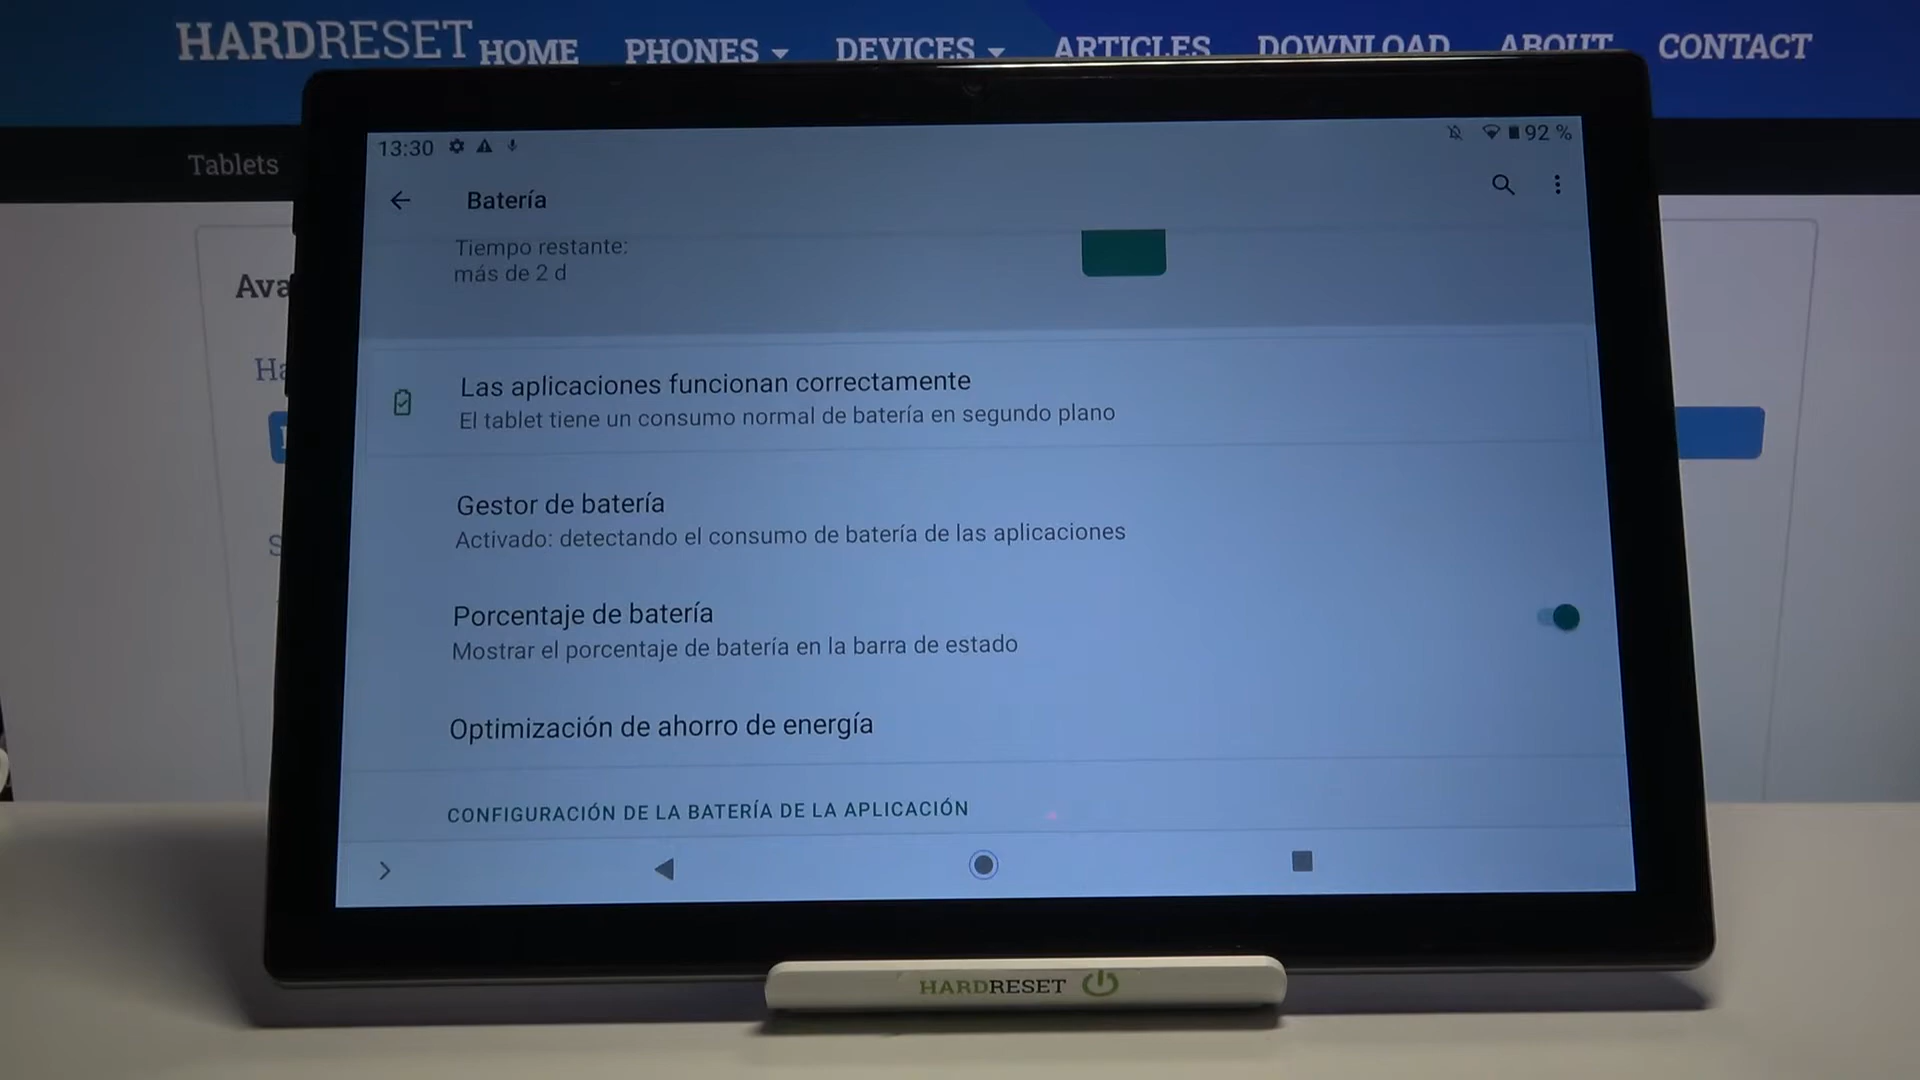 HARDRESET HOME PHONES DEVICES ARTICLES DOWNLOAD ABOUT CONTACT
Tablets
13:30 92 %
Batería
Tiempo restante:
más de 2 d
Las aplicaciones funcionan correctamente
El tablet tiene un consumo normal de batería en segundo plano
Gestor de batería
Activado: detectando el consumo de batería de las aplicaciones
Porcentaje de batería
Mostrar el porcentaje de batería en la barra de estado
Optimización de ahorro de energía
CONFIGURACIÓN DE LA BATERÍA DE LA APLICACIÓN
HARDRESET